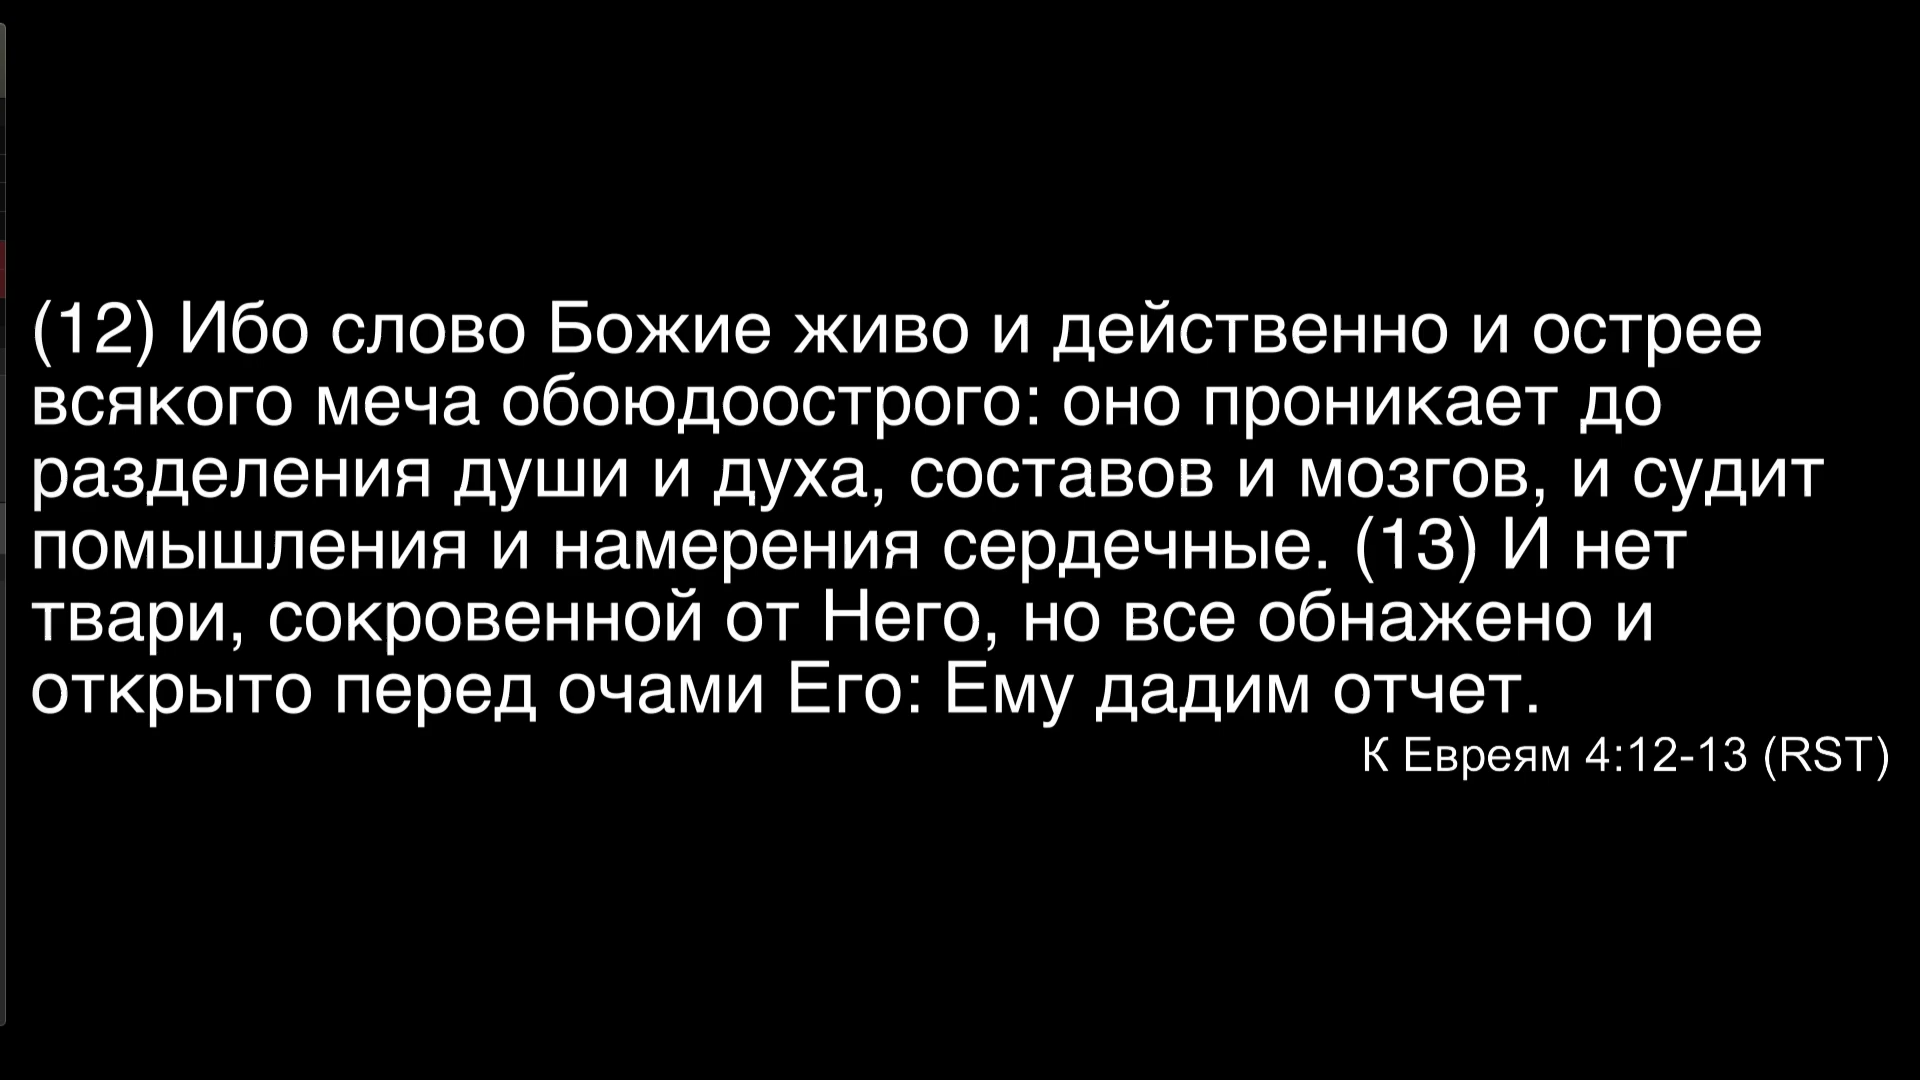 (12) Ибо слово Божие живо и действенно и острее
всякого меча обоюдоострого: оно проникает до
разделения души и духа, составов и мозгов, и судит
помышления и намерения сердечные. (13) И нет
твари, сокровенной от Него, но все обнажено и
открыто перед очами Его: Ему дадим отчет.
К Евреям 4:12-13 (RST)